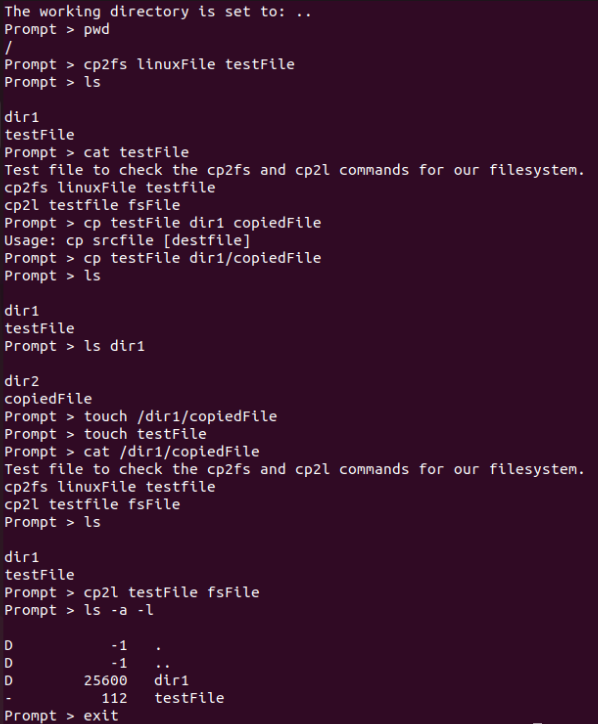 The working directory is set to: ..
Prompt > pwd
/
Prompt > cp2fs linuxFile testFile
Prompt > ls
dir1
testFile
Prompt > cat testFile
Test file to check the cp2fs and cp2l commands for our filesystem.
cp2fs linuxFile testfile
cp2l testfile fsFile
Prompt > cp testFile dir1 copiedFile
Usage: cp srcfile [destfile]
Prompt > cp testFile dir1/copiedFile
Prompt > ls
dir1
testFile
Prompt > ls dir1
dir2
copiedFile
Prompt > touch /dir1/copiedFile
Prompt > touch testFile
Prompt > cat /dir1/copiedFile
Test file to check the cp2fs and cp2l commands for our filesystem.
cp2fs linuxFile testfile
cp2l testfile fsFile
Prompt > ls
dir1
testFile
Prompt > cp2l testFile fsFile
Prompt > ls -a -l
D -1 .
D -1 ..
D 25600 dir1
- 112 testFile
Prompt > exit